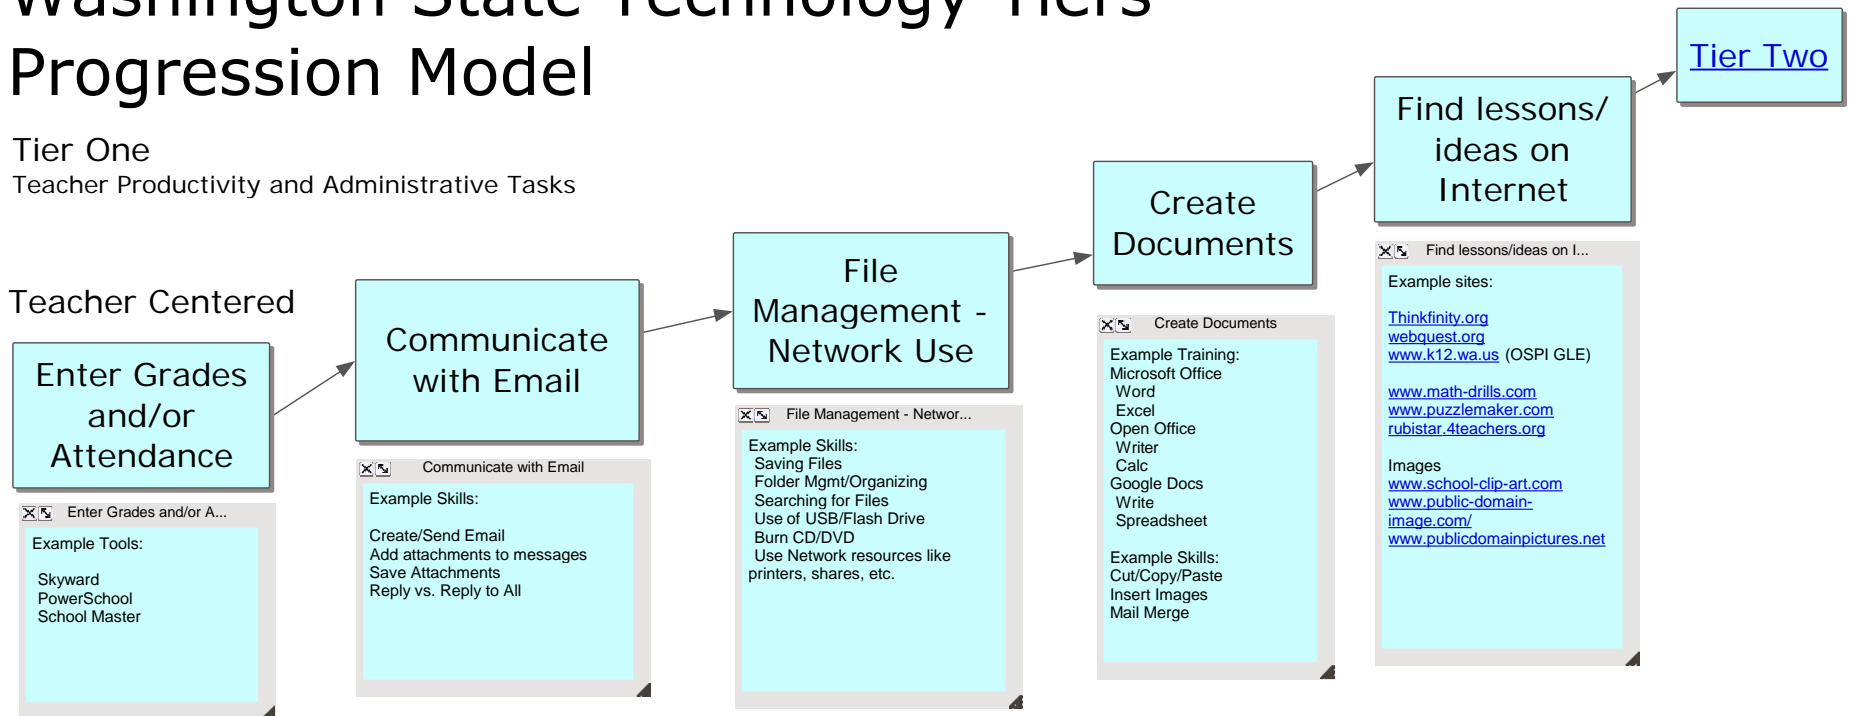 Washington State Technology Tiers
Progression Model
Tier One
Teacher Productivity and Administrative Tasks
Teacher Centered
Enter Grades
and/or
Attendance
Enter Grades and/or A...
Example Tools:
Skyward
PowerSchool
School Master
Communicate
with Email
Communicate with Email
Example Skills:
Create/Send Email
Add attachments to messages
Save Attachments
Reply vs. Reply to All
File
Management -
Network Use
File Management - Networ...
Example Skills:
Saving Files
Folder Mgmt/Organizing
Searching for Files
Use of USB/Flash Drive
Burn CD/DVD
Use Network resources like
printers, shares, etc.
Create
Documents
Create Documents
Example Training:
Microsoft Office
Word
Excel
Open Office
Writer
Calc
Google Docs
Write
Spreadsheet
Example Skills:
Cut/Copy/Paste
Insert Images
Mail Merge
Find lessons/
ideas on
Internet
Find lessons/ideas on I...
Example sites:
Thinkfinity.org
webquest.org
www.k12.wa.us (OSPI GLE)
www.math-drills.com
www.puzzlemaker.com
rubistar.4teachers.org
Images
www.school-clip-art.com
www.public-domain-
image.com/
www.publicdomainpictures.net
Tier Two